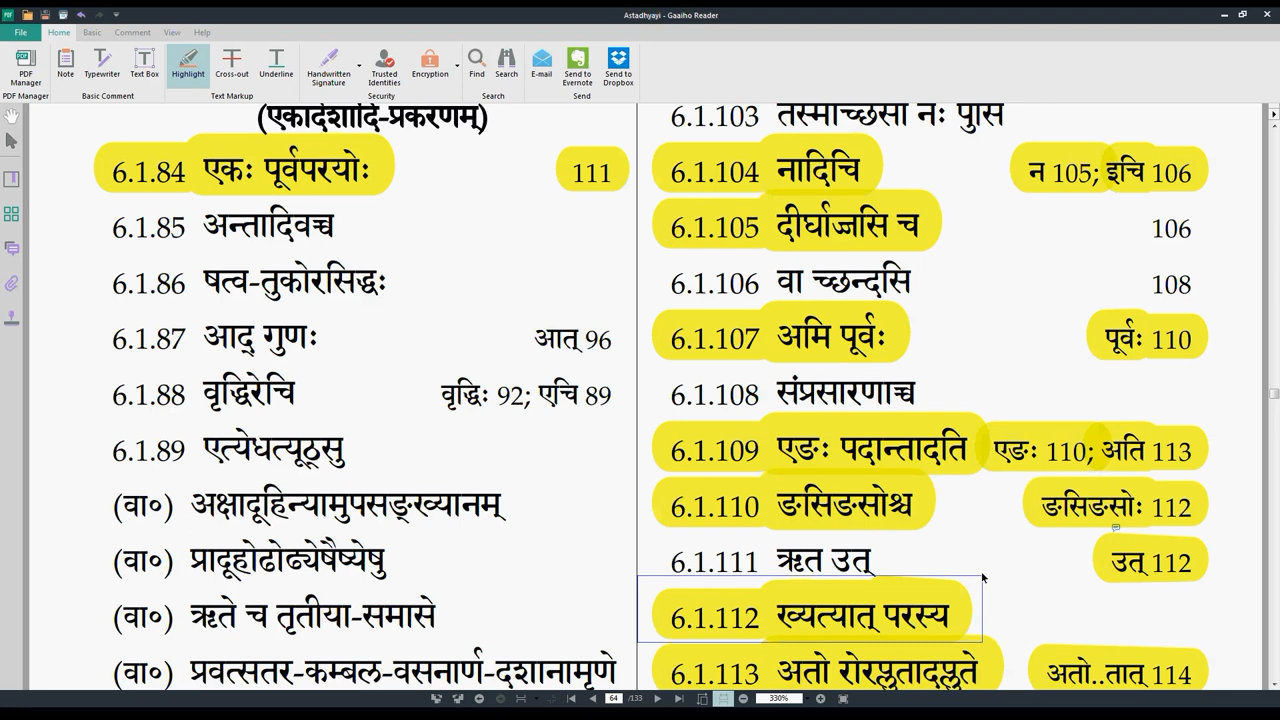 Astadhyayi - Gaaiho Reader
File Home Basic Comment View Help
PDF Manager Note Typewriter Text Box Highlight Cross-out Underline Handwritten Signature Trusted Identities Encryption Find Search E-mail Send to Evernote Send to Dropbox
PDF Manager Basic Comment Text Markup Security Search Send
(एकादेशादि-प्रकरणम्)
6.1.84 एकः पूर्वपरयोः 111
6.1.85 अन्तादिवच्च
6.1.86 षत्व-तुकोरसिद्धः
6.1.87 आद् गुणः आत् 96
6.1.88 वृद्धिरेचि वृद्धिः 92; एचि 89
6.1.89 एत्येधत्यूठ्सु
(वा०) अक्षादूहिन्यामुपसङ्ख्यानम्
(वा०) प्रादूहोढोढ्येषैष्येषु
(वा०) ऋते च तृतीया-समासे
(वा०) प्रवत्सतर-कम्बल-वसनार्ण-दशानामृणे
6.1.103 तस्माच्छसो नः पुंसि
6.1.104 नादिचि न 105; इचि 106
6.1.105 दीर्घाज्जसि च 106
6.1.106 वा च्छन्दसि 108
6.1.107 अमि पूर्वः पूर्वः 110
6.1.108 संप्रसारणाच्च
6.1.109 एङः पदान्तादति एङः 110; अति 113
6.1.110 ङसिङसोश्च ङसिङसोः 112
6.1.111 ऋत उत् उत् 112
6.1.112 ख्यत्यात् परस्य
6.1.113 अतो रोरप्लुतादप्लुते अतो..तात् 114
64 /133 330%